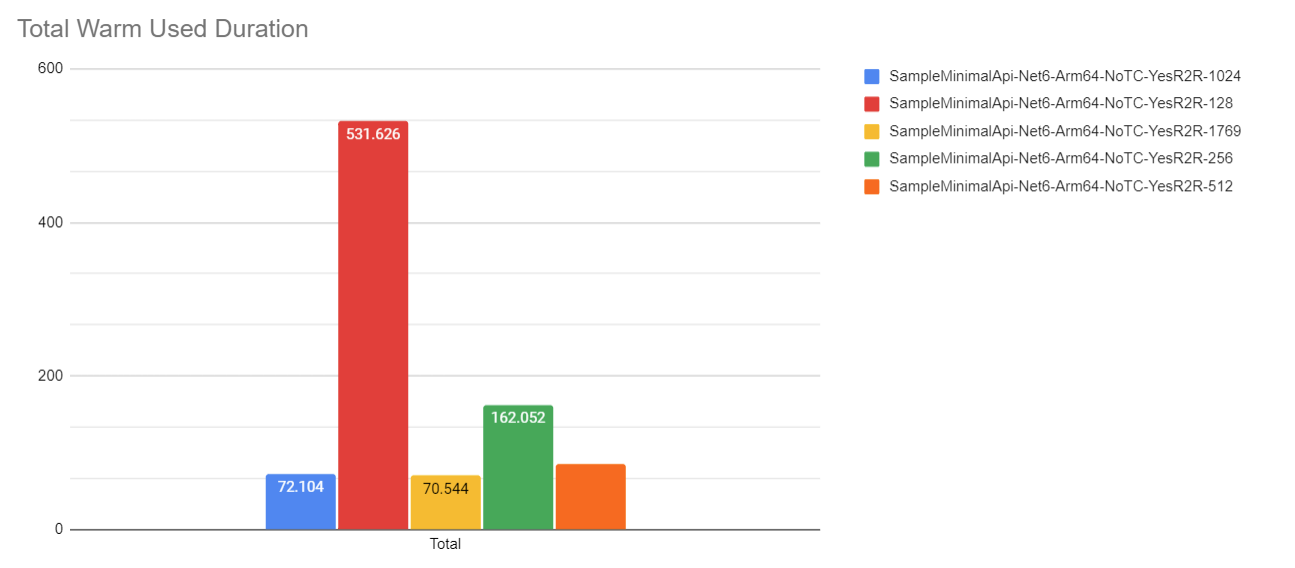 Total Warm Used Duration
600
400
200
0
531.626
162.052
72.104
70.544
Total
SampleMinimalApi-Net6-Arm64-NoTC-YesR2R-1024
SampleMinimalApi-Net6-Arm64-NoTC-YesR2R-128
SampleMinimalApi-Net6-Arm64-NoTC-YesR2R-1769
SampleMinimalApi-Net6-Arm64-NoTC-YesR2R-256
SampleMinimalApi-Net6-Arm64-NoTC-YesR2R-512